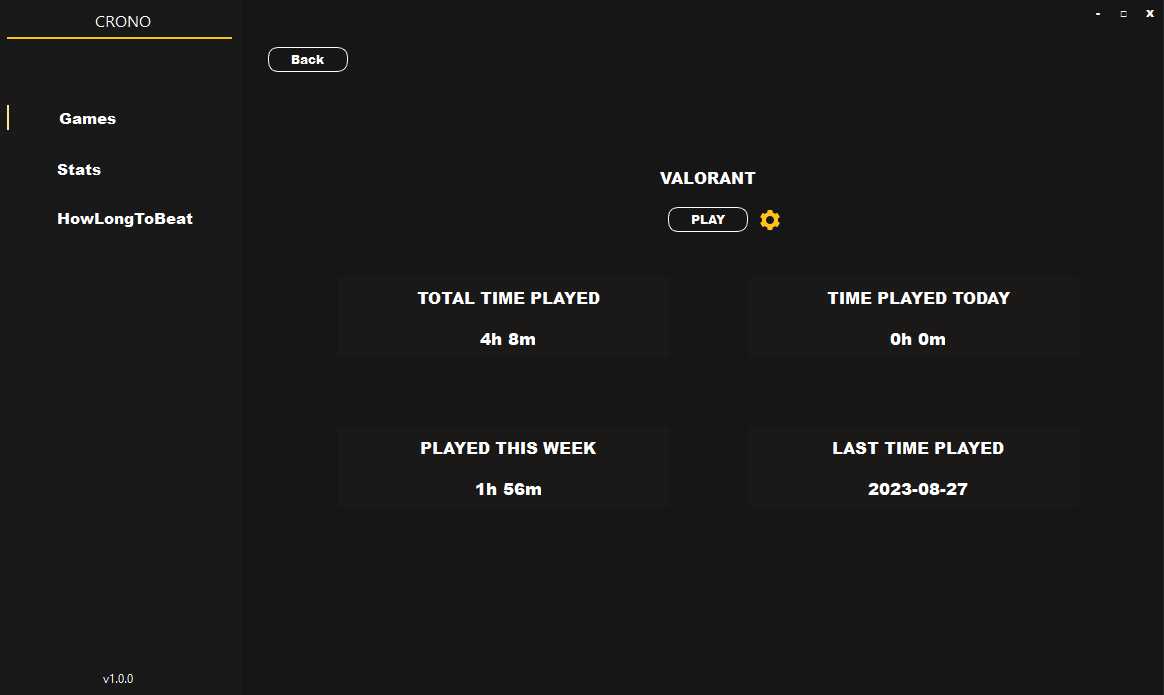 CRONO
- □ x
Back
Games
Stats
HowLongToBeat
VALORANT
PLAY
TOTAL TIME PLAYED
4h 8m
TIME PLAYED TODAY
0h 0m
PLAYED THIS WEEK
1h 56m
LAST TIME PLAYED
2023-08-27
v1.0.0